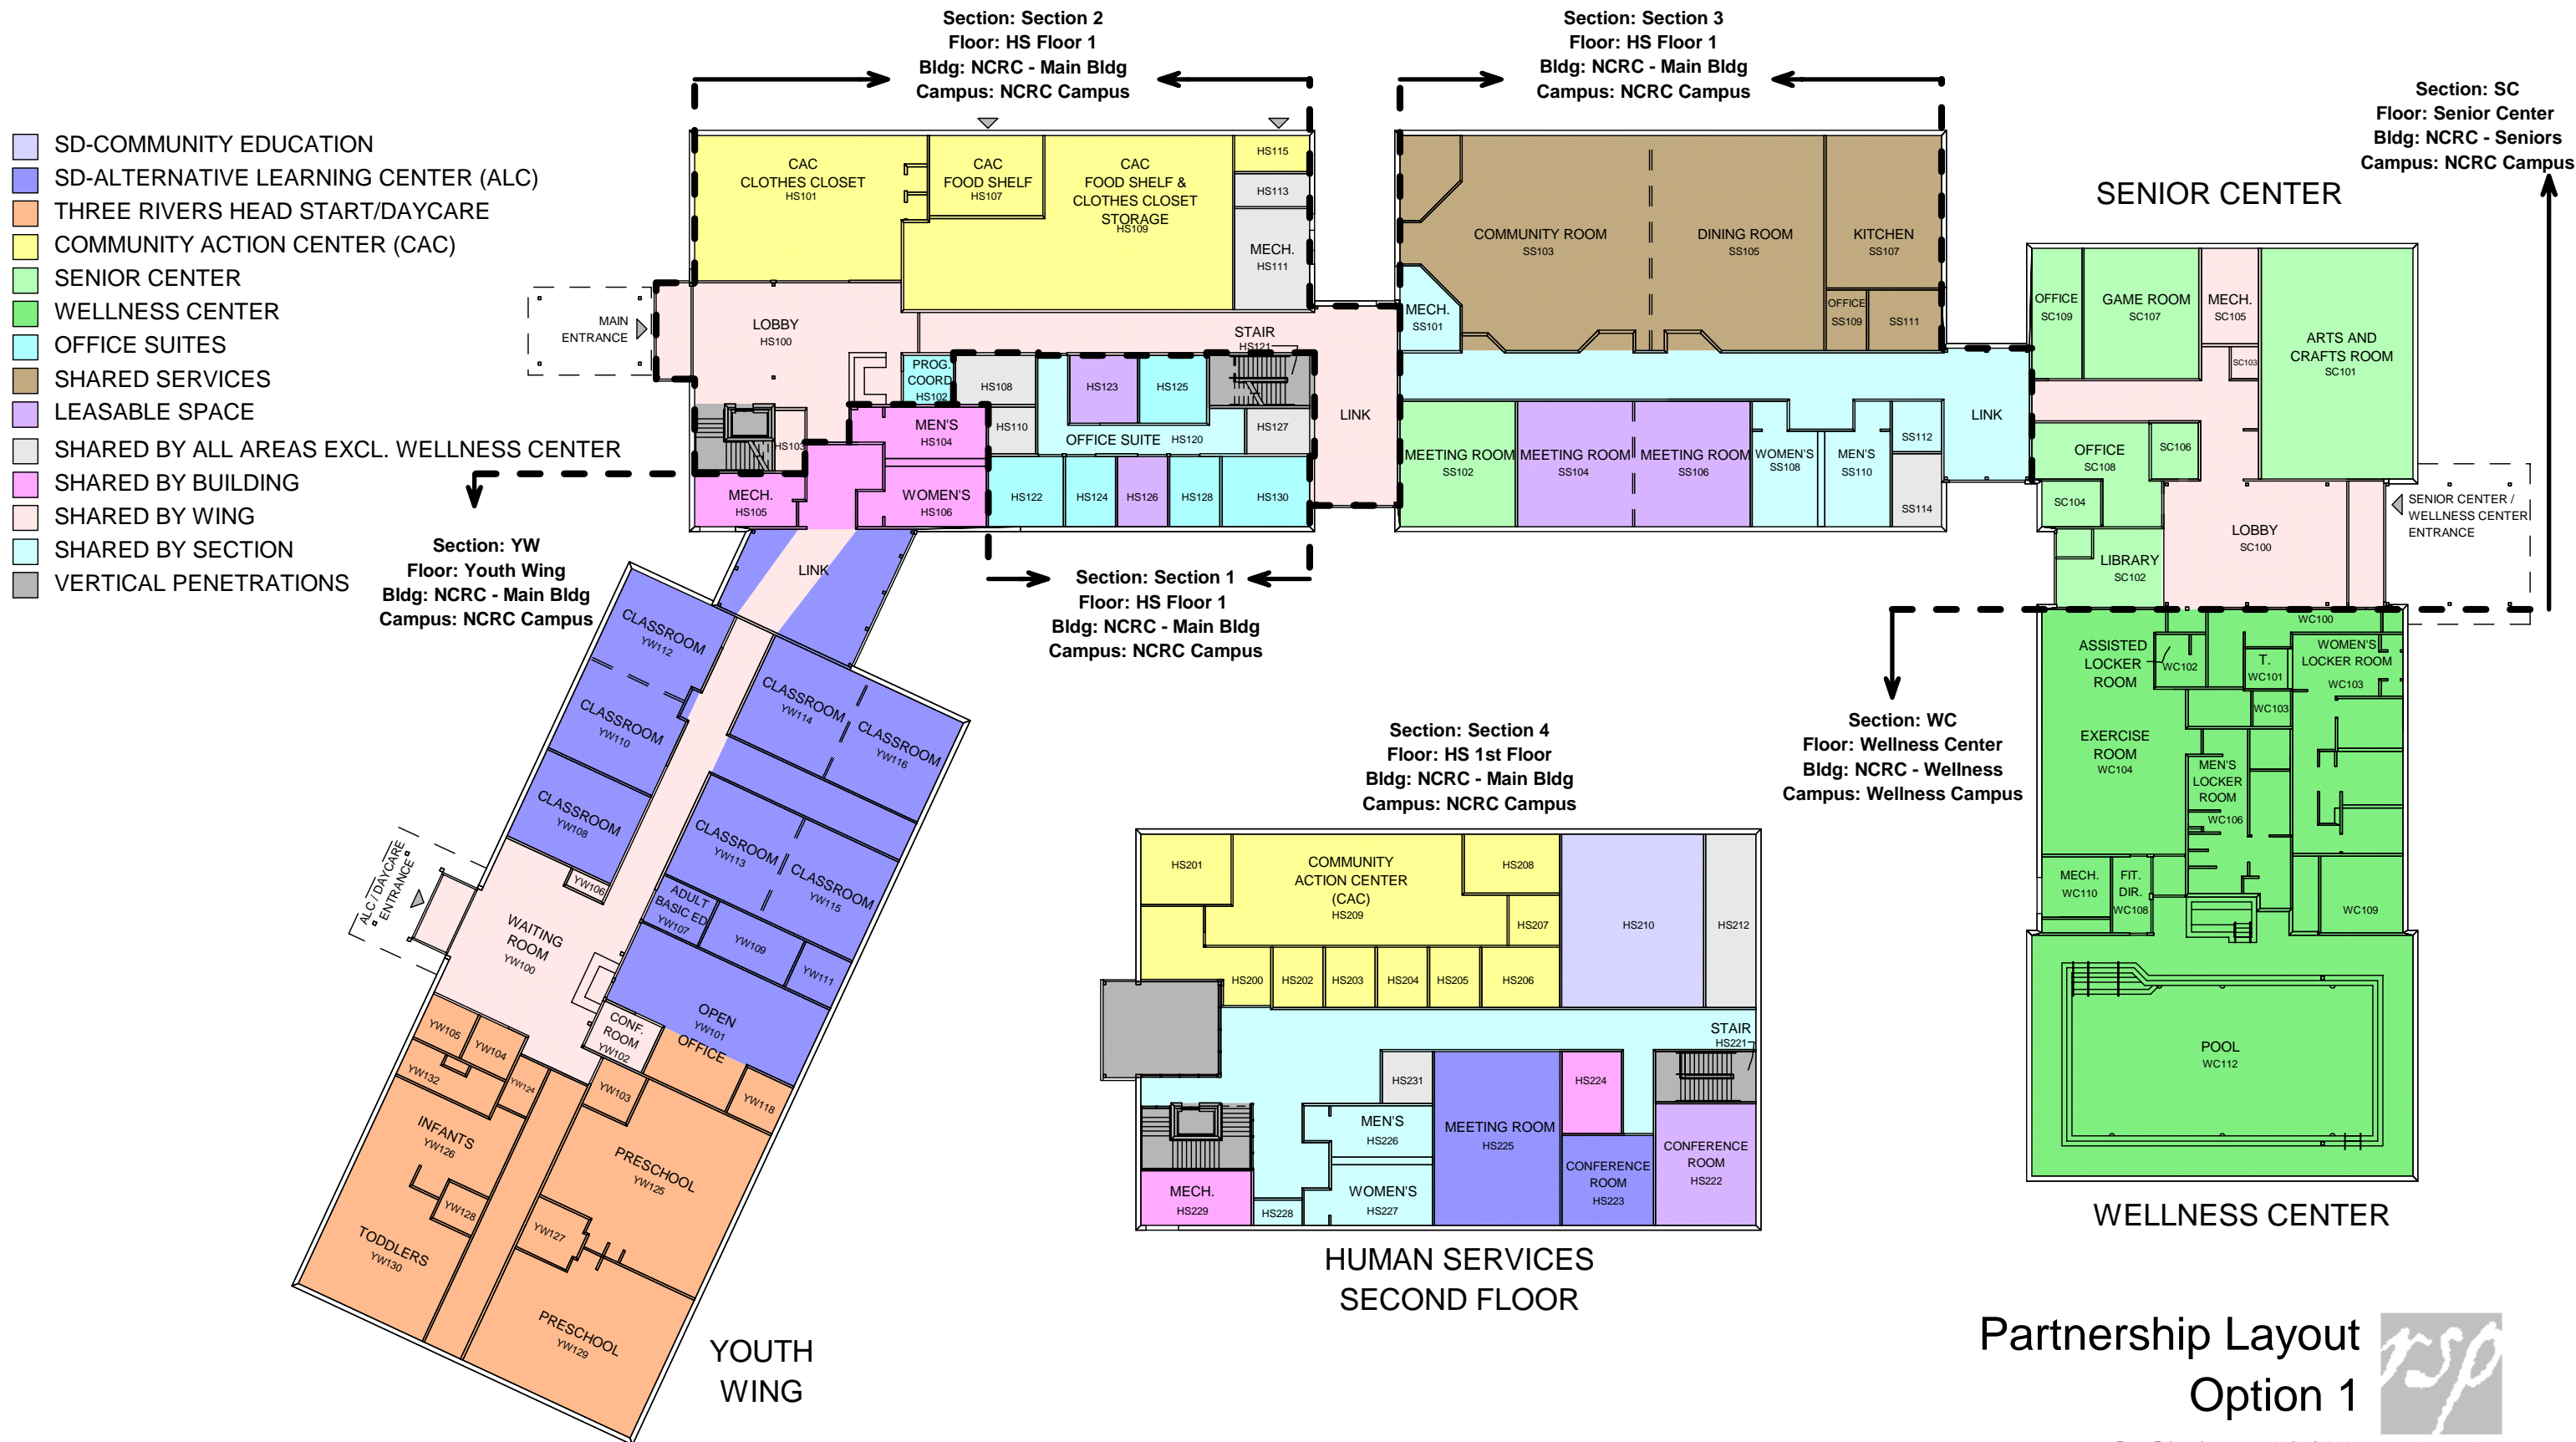 Section: Section 2
Floor: HS Floor 1
Bldg: NCRC - Main Bldg
Campus: NCRC Campus
Section: Section 3
Floor: HS Floor 1
Bldg: NCRC - Main Bldg
Campus: NCRC Campus
Section: SC
Floor: Senior Center
Bldg: NCRC - Seniors
Campus: NCRC Campus
SD-COMMUNITY EDUCATION
SD-ALTERNATIVE LEARNING CENTER (ALC)
THREE RIVERS HEAD START/DAYCARE
COMMUNITY ACTION CENTER (CAC)
SENIOR CENTER
WELLNESS CENTER
OFFICE SUITES
SHARED SERVICES
LEASABLE SPACE
SHARED BY ALL AREAS EXCL. WELLNESS CENTER
SHARED BY BUILDING
SHARED BY WING
SHARED BY SECTION
VERTICAL PENETRATIONS
CAC
CLOTHES CLOSET
HS101
CAC
FOOD SHELF
HS107
CAC
FOOD SHELF &
CLOTHES CLOSET
STORAGE
HS109
HS115
HS113
MECH.
HS111
MAIN
ENTRANCE
LOBBY
HS100
STAIR
HS121
PROG.
COORD
HS102
HS108
HS123
HS125
HS103
MEN'S
HS104
HS110
OFFICE SUITE HS120
HS127
MECH.
HS105
WOMEN'S
HS106
HS122
HS124
HS126
HS128
HS130
LINK
COMMUNITY ROOM
SS103
DINING ROOM
SS105
KITCHEN
SS107
MECH.
SS101
OFFICE
SS109
SS111
MEETING ROOM
SS102
MEETING ROOM
SS104
MEETING ROOM
SS106
WOMEN'S
SS108
MEN'S
SS110
SS112
SS114
LINK
SENIOR CENTER
OFFICE
SC109
GAME ROOM
SC107
MECH.
SC105
SC103
ARTS AND
CRAFTS ROOM
SC101
OFFICE
SC108
SC106
SC104
LIBRARY
SC102
LOBBY
SC100
SENIOR CENTER /
WELLNESS CENTER
ENTRANCE
Section: YW
Floor: Youth Wing
Bldg: NCRC - Main Bldg
Campus: NCRC Campus
LINK
Section: Section 1
Floor: HS Floor 1
Bldg: NCRC - Main Bldg
Campus: NCRC Campus
CLASSROOM
YW112
CLASSROOM
YW110
CLASSROOM
YW108
CLASSROOM
YW114
CLASSROOM
YW116
CLASSROOM
YW113
CLASSROOM
YW115
ADULT
BASIC ED
YW107
YW109
YW111
YW106
ALC / DAYCARE
ENTRANCE
WAITING
ROOM
YW100
OPEN
YW101
OFFICE
CONF.
ROOM
YW102
YW105
YW104
YW132
YW124
YW103
YW118
INFANTS
YW126
YW128
TODDLERS
YW130
PRESCHOOL
YW125
YW127
PRESCHOOL
YW129
YOUTH
WING
Section: Section 4
Floor: HS 1st Floor
Bldg: NCRC - Main Bldg
Campus: NCRC Campus
HS201
COMMUNITY
ACTION CENTER
(CAC)
HS209
HS208
HS207
HS210
HS212
HS200
HS202
HS203
HS204
HS205
HS206
STAIR
HS221
HS231
MEN'S
HS226
MEETING ROOM
HS225
HS224
CONFERENCE
ROOM
HS223
CONFERENCE
ROOM
HS222
MECH.
HS229
HS228
WOMEN'S
HS227
HUMAN SERVICES
SECOND FLOOR
Section: WC
Floor: Wellness Center
Bldg: NCRC - Wellness
Campus: Wellness Campus
WC100
ASSISTED
LOCKER
ROOM
WC102
T.
WC101
WOMEN'S
LOCKER ROOM
WC103
WC103
EXERCISE
ROOM
WC104
MEN'S
LOCKER
ROOM
WC106
MECH.
WC110
FIT.
DIR.
WC108
WC109
POOL
WC112
WELLNESS CENTER
Partnership Layout
Option 1
rsp